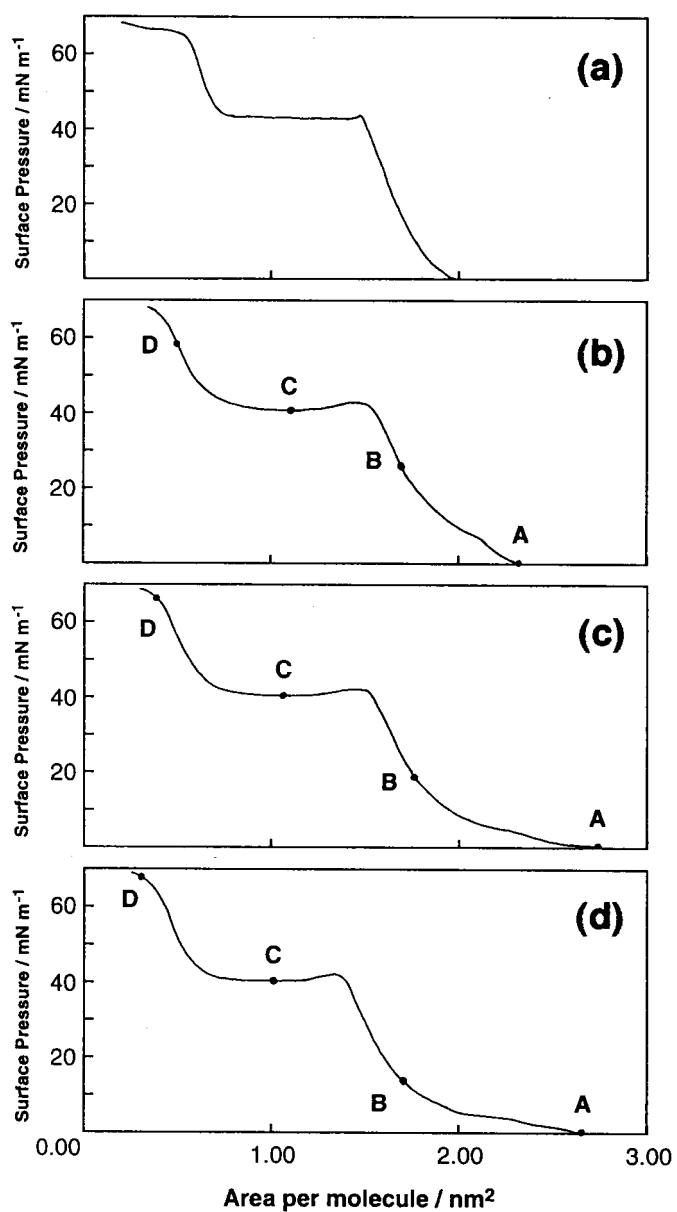 (a)
60
40
20
Surface Pressure / mN m⁻¹
(b)
60
40
20
Surface Pressure / mN m⁻¹
D
C
B
A
(c)
60
40
20
Surface Pressure / mN m⁻¹
D
C
B
A
(d)
60
40
20
Surface Pressure / mN m⁻¹
D
C
B
A
0.00 1.00 2.00 3.00
Area per molecule / nm²